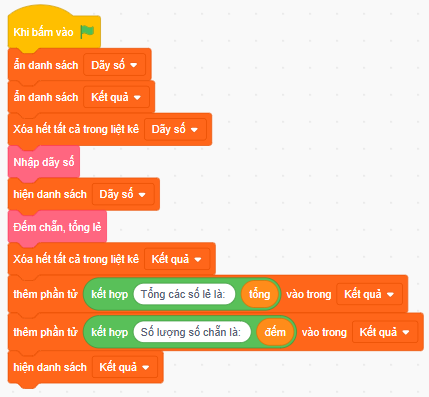 Khi bấm vào
ẩn danh sách Dãy số
ẩn danh sách Kết quả
Xóa hết tất cả trong liệt kê Dãy số
Nhập dãy số
hiện danh sách Dãy số
Đếm chẵn, tổng lẻ
Xóa hết tất cả trong liệt kê Kết quả
thêm phần tử kết hợp Tổng các số lẻ là: tổng vào trong Kết quả
thêm phần tử kết hợp Số lượng số chẵn là: đếm vào trong Kết quả
hiện danh sách Kết quả